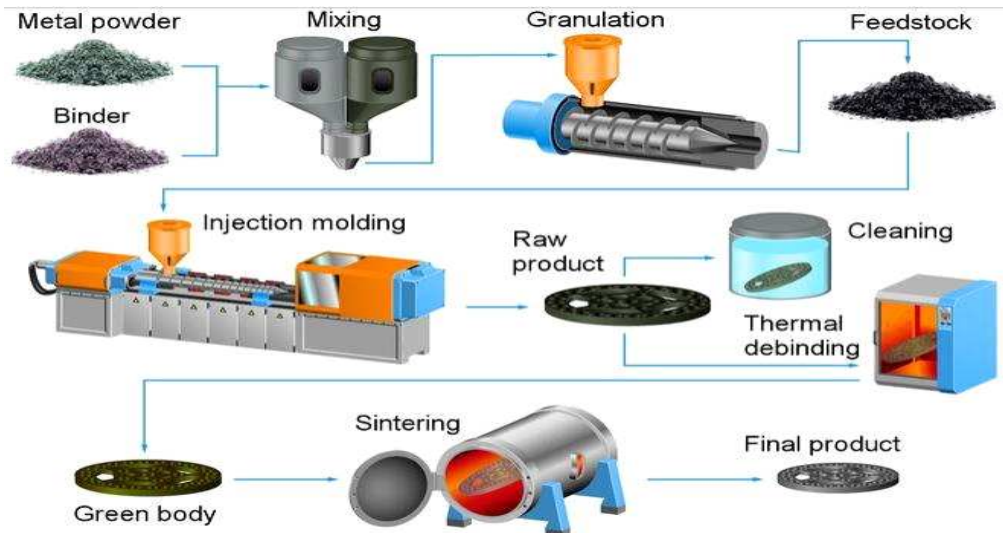 Metal powder
Mixing
Granulation
Feedstock
Binder
Injection molding
Raw
product
Cleaning
Thermal
debinding
Sintering
Final product
Green body